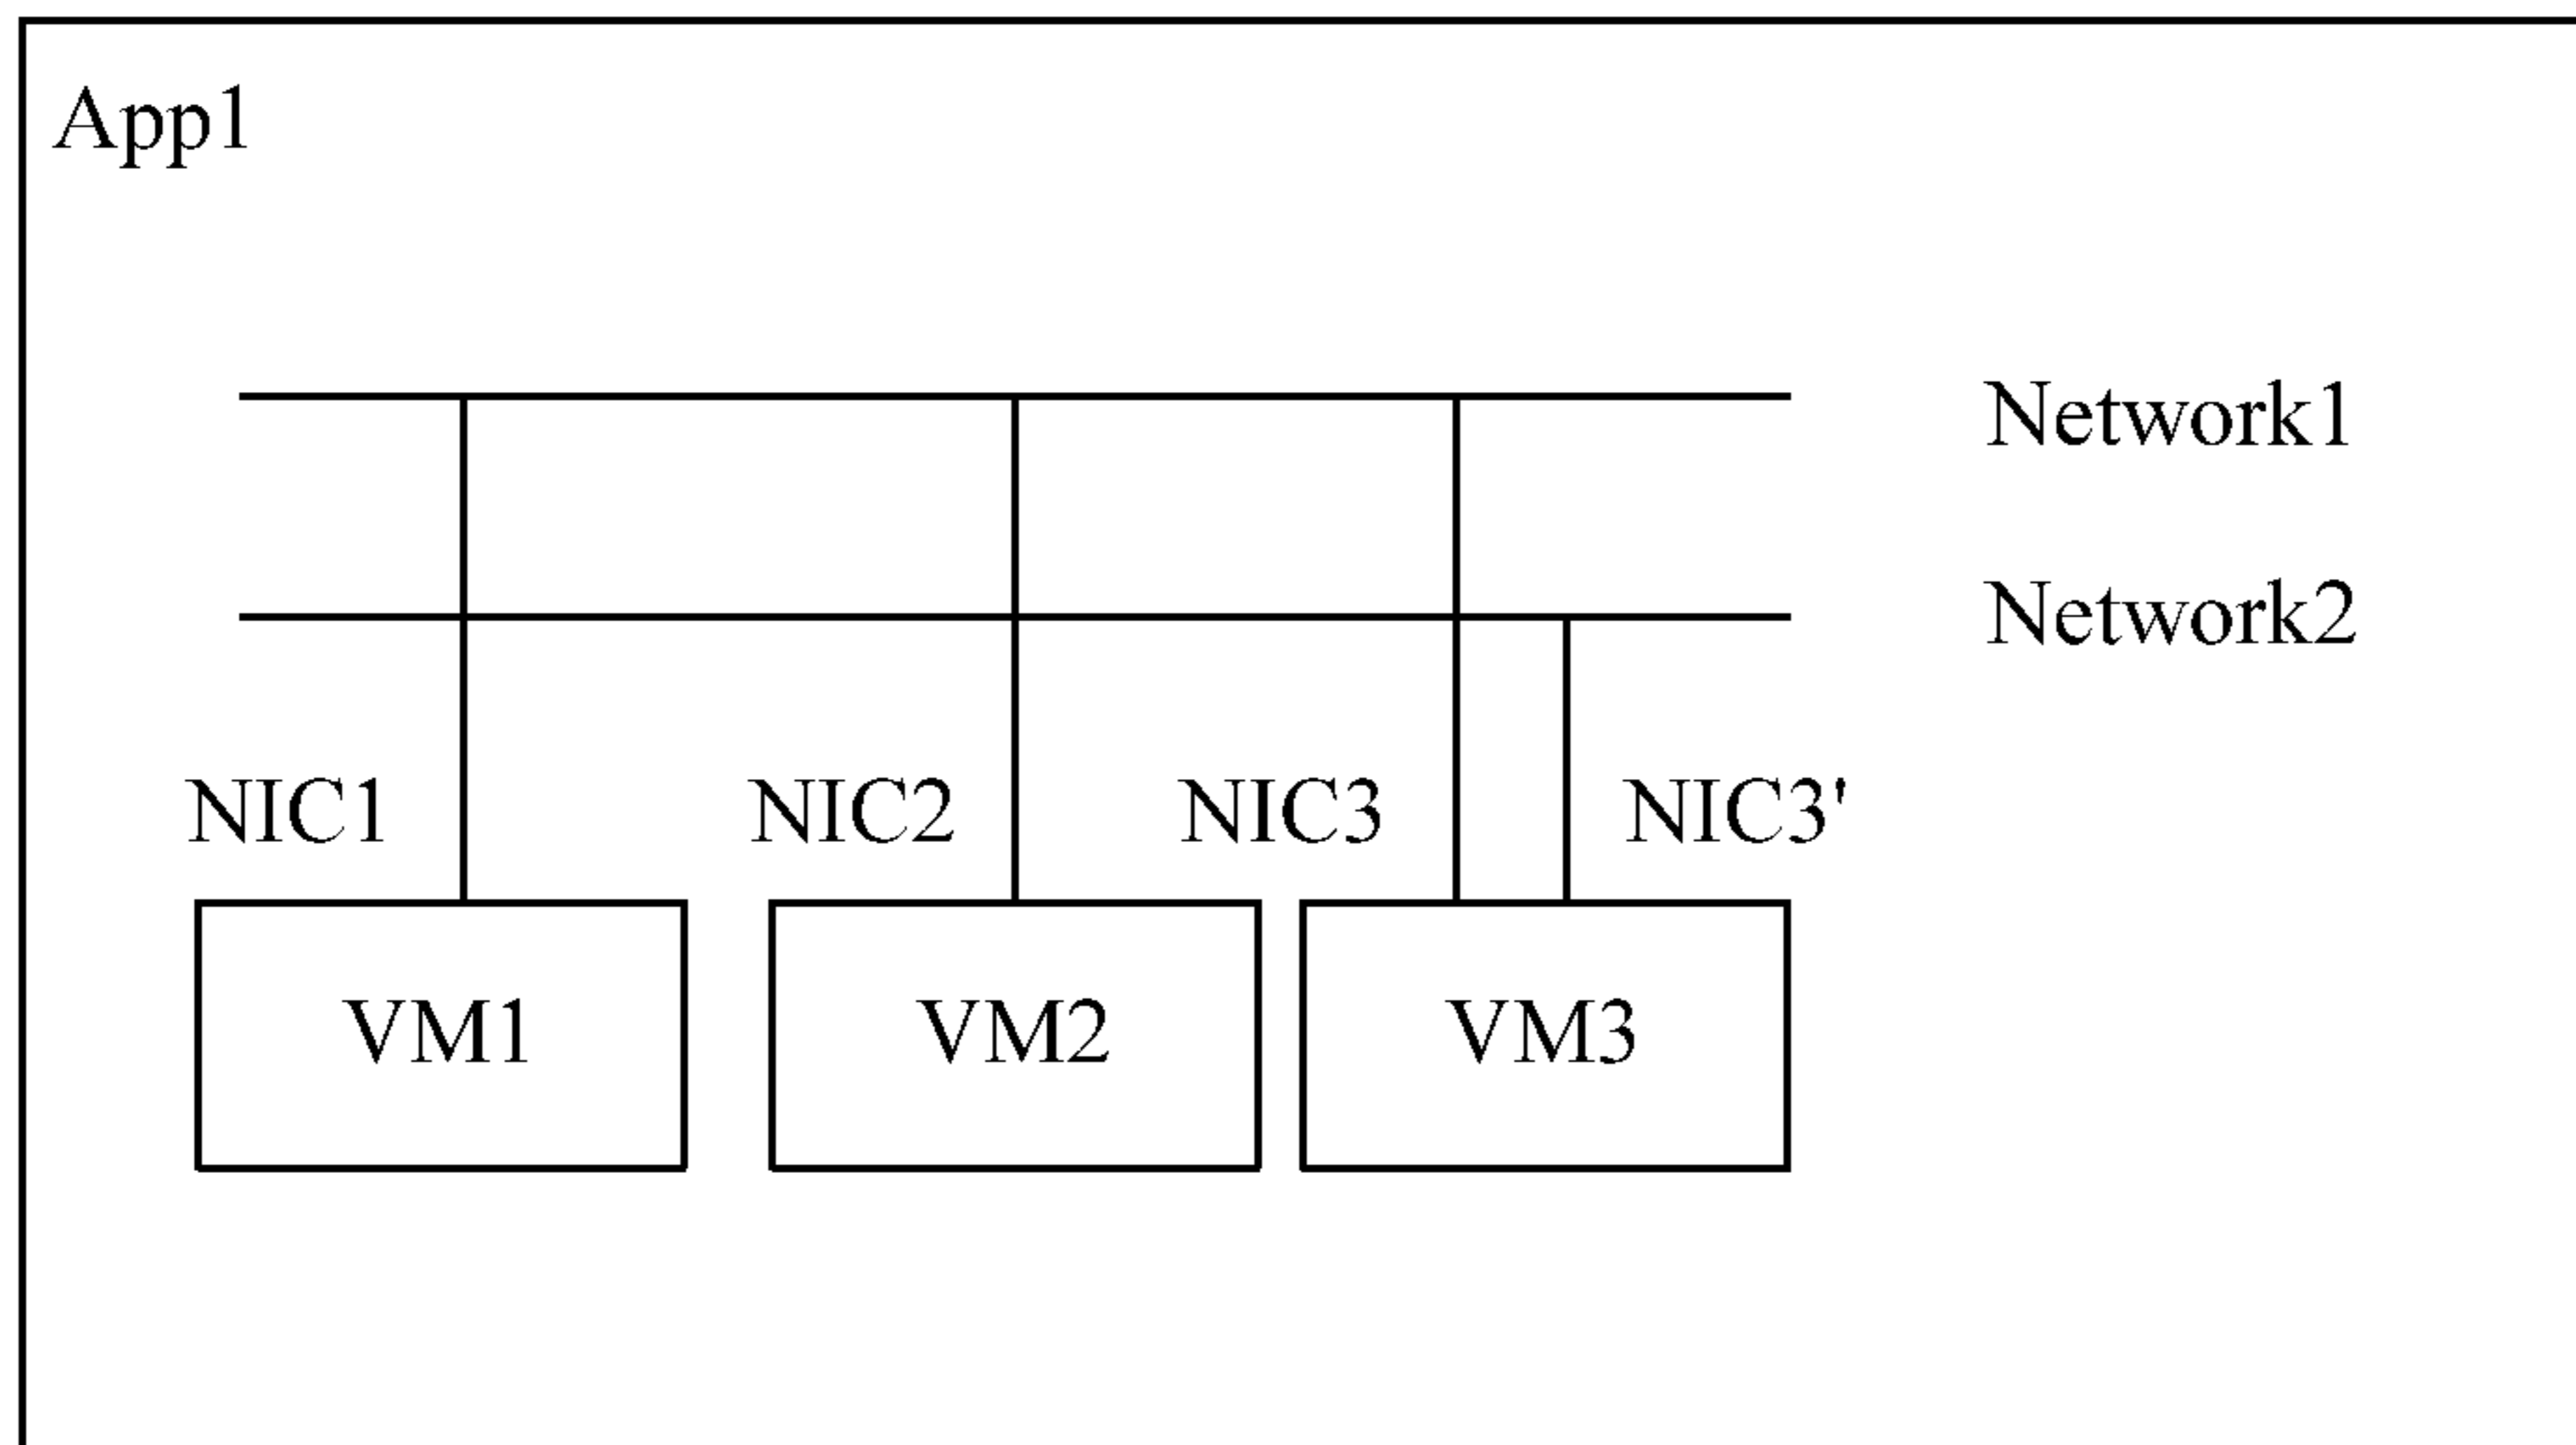 App1
Network1
Network2
NIC1 NIC2 NIC3 NIC3'
VM1 VM2 VM3